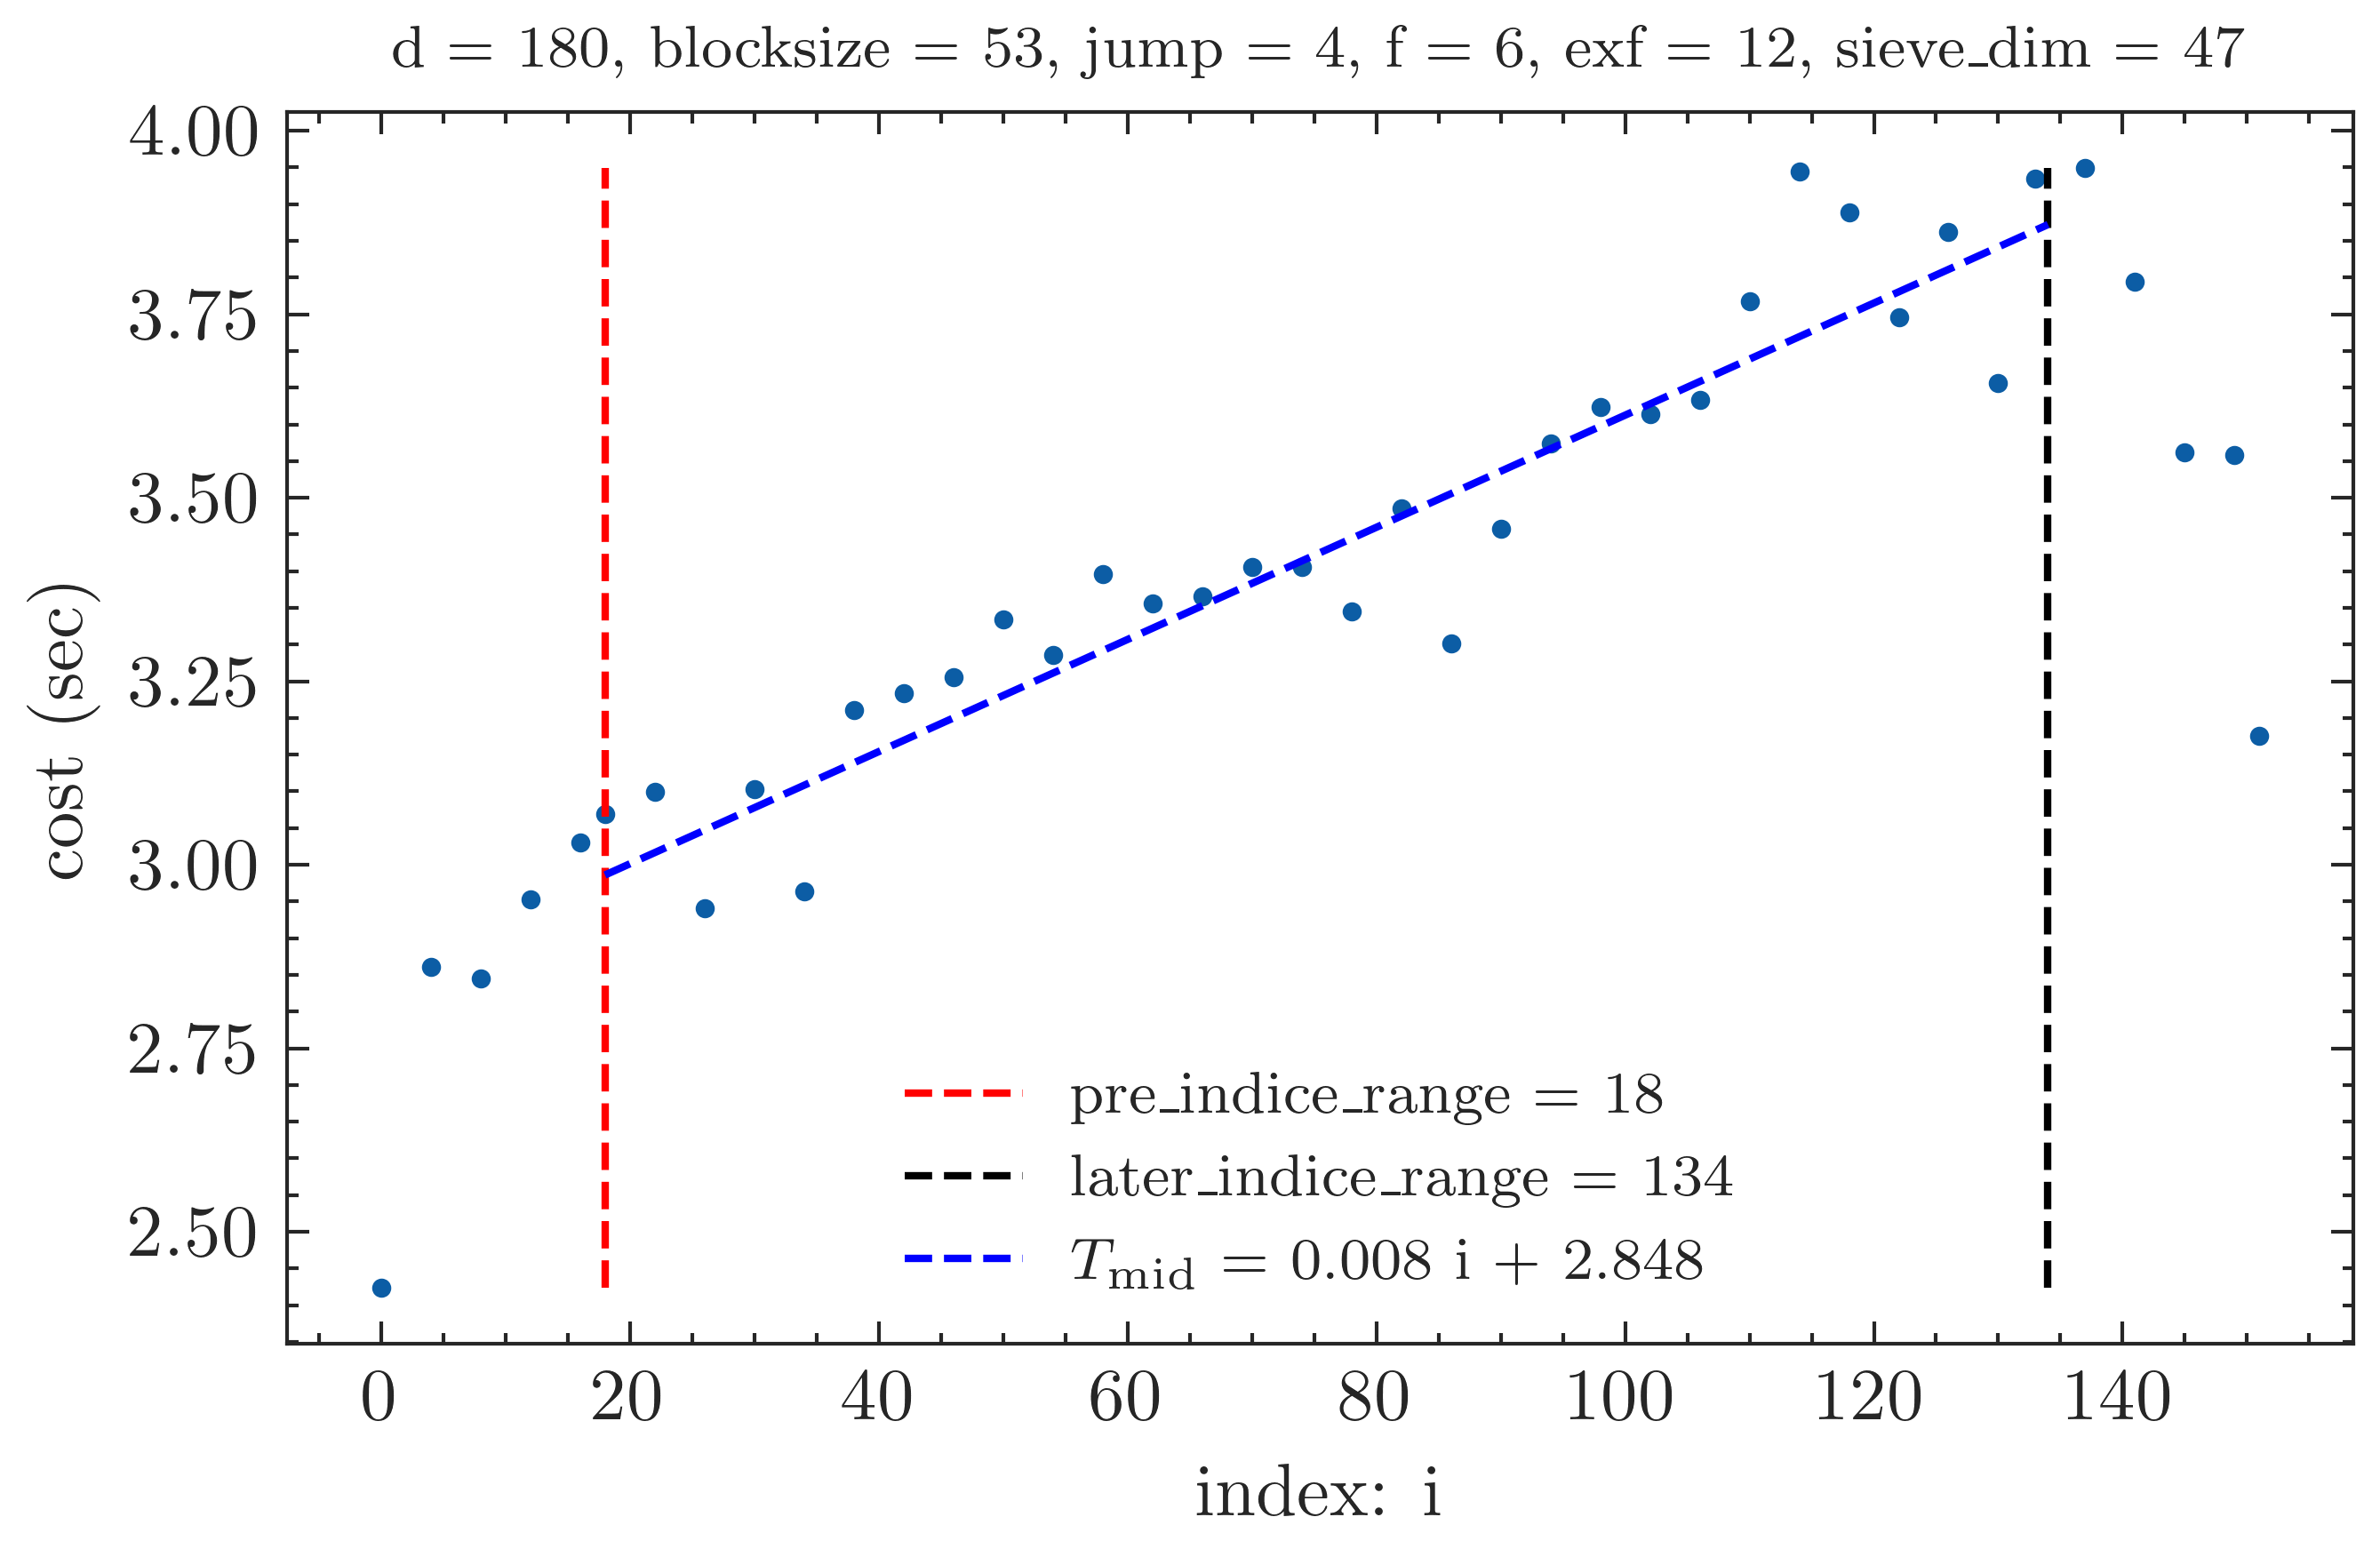 d = 180, blocksize = 53, jump = 4, f = 6, exf = 12, sieve_dim = 47
4.00
3.75
3.50
3.25
3.00
2.75
2.50
cost (sec)
pre_indice_range = 18
later_indice_range = 134
T_mid = 0.008 i + 2.848
0 20 40 60 80 100 120 140
index: i